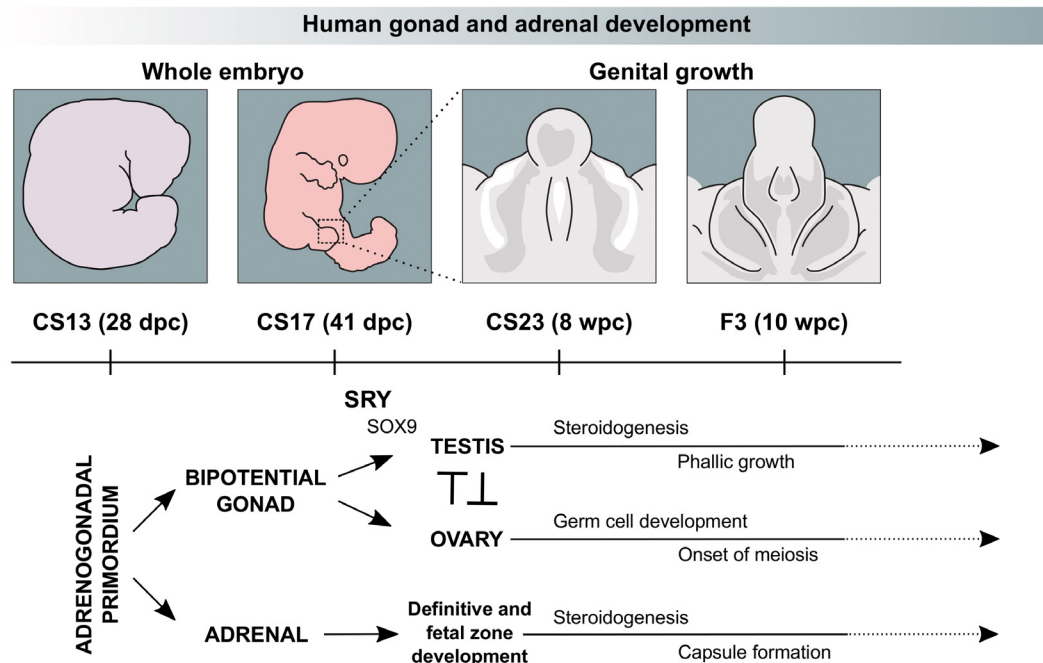 Human gonad and adrenal development
Whole embryo
Genital growth
CS13 (28 dpc)
CS17 (41 dpc)
CS23 (8 wpc)
F3 (10 wpc)
SRY
SOX9
ADRENOGONADAL
PRIMORDIUM
BIPOTENTIAL
GONAD
TESTIS
Steroidogenesis
Phallic growth
OVARY
Germ cell development
Onset of meiosis
ADRENAL
Definitive and
fetal zone
development
Steroidogenesis
Capsule formation